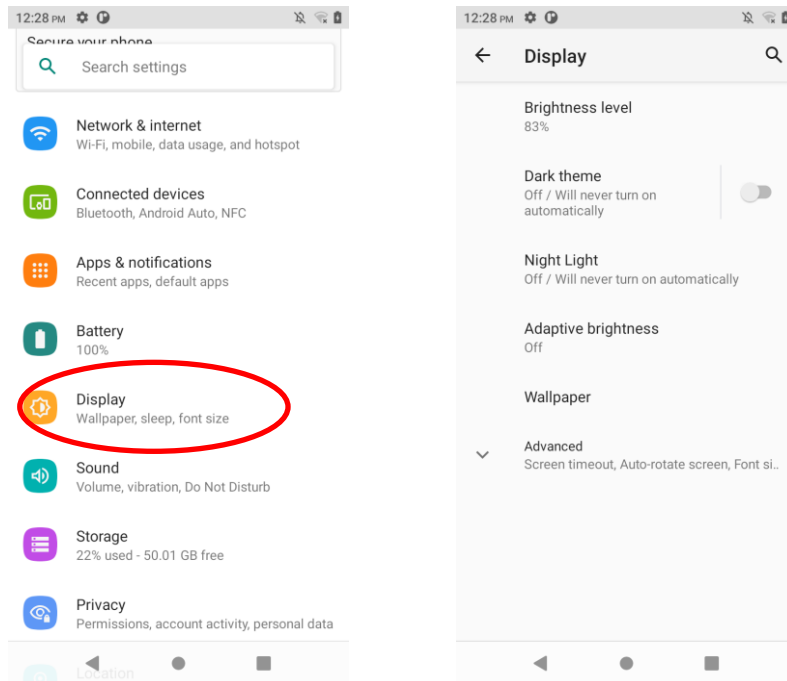 12:28 PM
Secure your phone
Search settings
Network & internet
Wi-Fi, mobile, data usage, and hotspot
Connected devices
Bluetooth, Android Auto, NFC
Apps & notifications
Recent apps, default apps
Battery
100%
Display
Wallpaper, sleep, font size
Sound
Volume, vibration, Do Not Disturb
Storage
22% used - 50.01 GB free
Privacy
Permissions, account activity, personal data
Location
12:28 PM
Display
Brightness level
83%
Dark theme
Off / Will never turn on
automatically
Night Light
Off / Will never turn on automatically
Adaptive brightness
Off
Wallpaper
Advanced
Screen timeout, Auto-rotate screen, Font si..